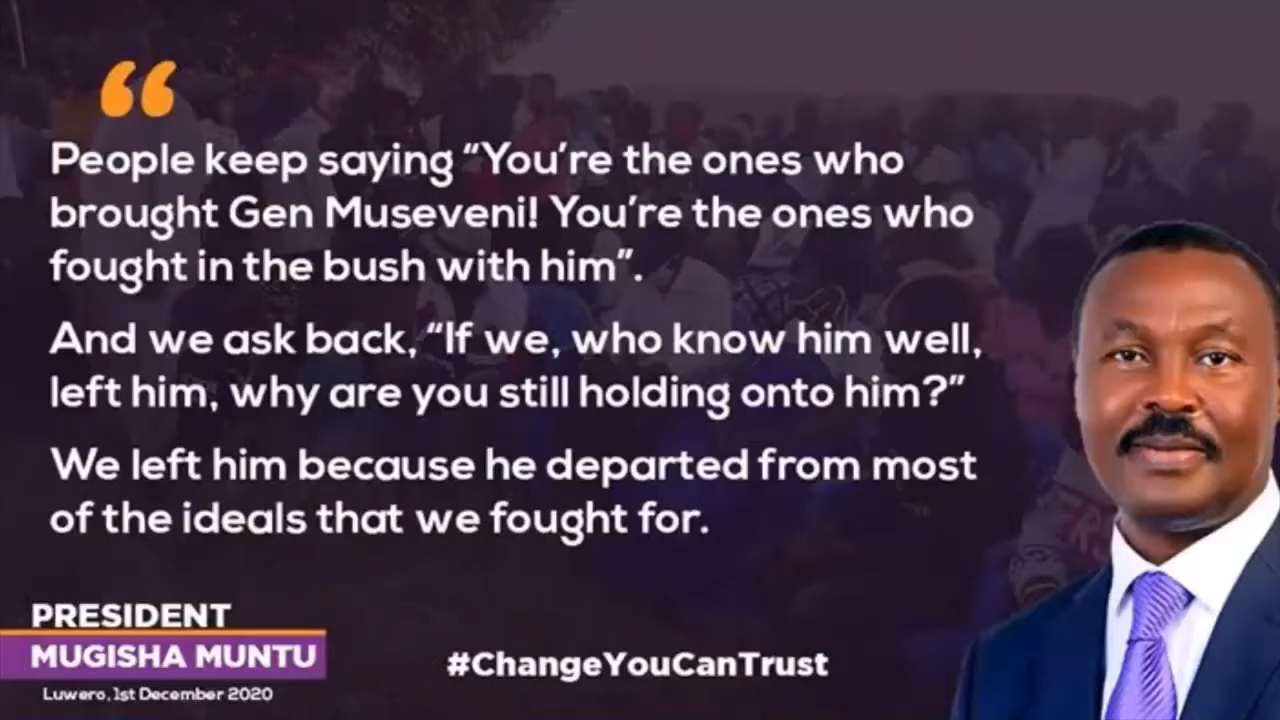 “
People keep saying “You’re the ones who
brought Gen Museveni! You’re the ones who
fought in the bush with him”.
And we ask back, “If we, who know him well,
left him, why are you still holding onto him?”
We left him because he departed from most
of the ideals that we fought for.
PRESIDENT
MUGISHA MUNTU
Luwero, 1st December 2020
#ChangeYouCanTrust